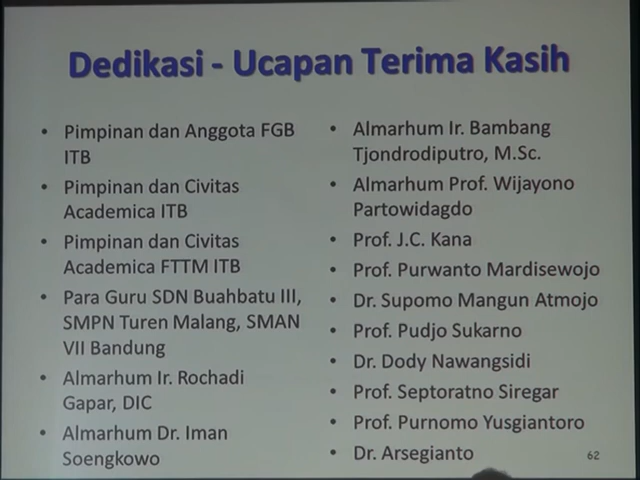 Dedikasi - Ucapan Terima Kasih
• Pimpinan dan Anggota FGB
ITB
• Pimpinan dan Civitas
Academica ITB
• Pimpinan dan Civitas
Academica FTTM ITB
• Para Guru SDN Buahbatu III,
SMPN Turen Malang, SMAN
VII Bandung
• Almarhum Ir. Rochadi
Gapar, DIC
• Almarhum Dr. Iman
Soengkowo
• Almarhum Ir. Bambang
Tjondrodiputro, M.Sc.
• Almarhum Prof. Wijayono
Partowidagdo
• Prof. J.C. Kana
• Prof. Purwanto Mardisewojo
• Dr. Supomo Mangun Atmojo
• Prof. Pudjo Sukarno
• Dr. Dody Nawangsidi
• Prof. Septoratno Siregar
• Prof. Purnomo Yusgiantoro
• Dr. Arsegianto
62